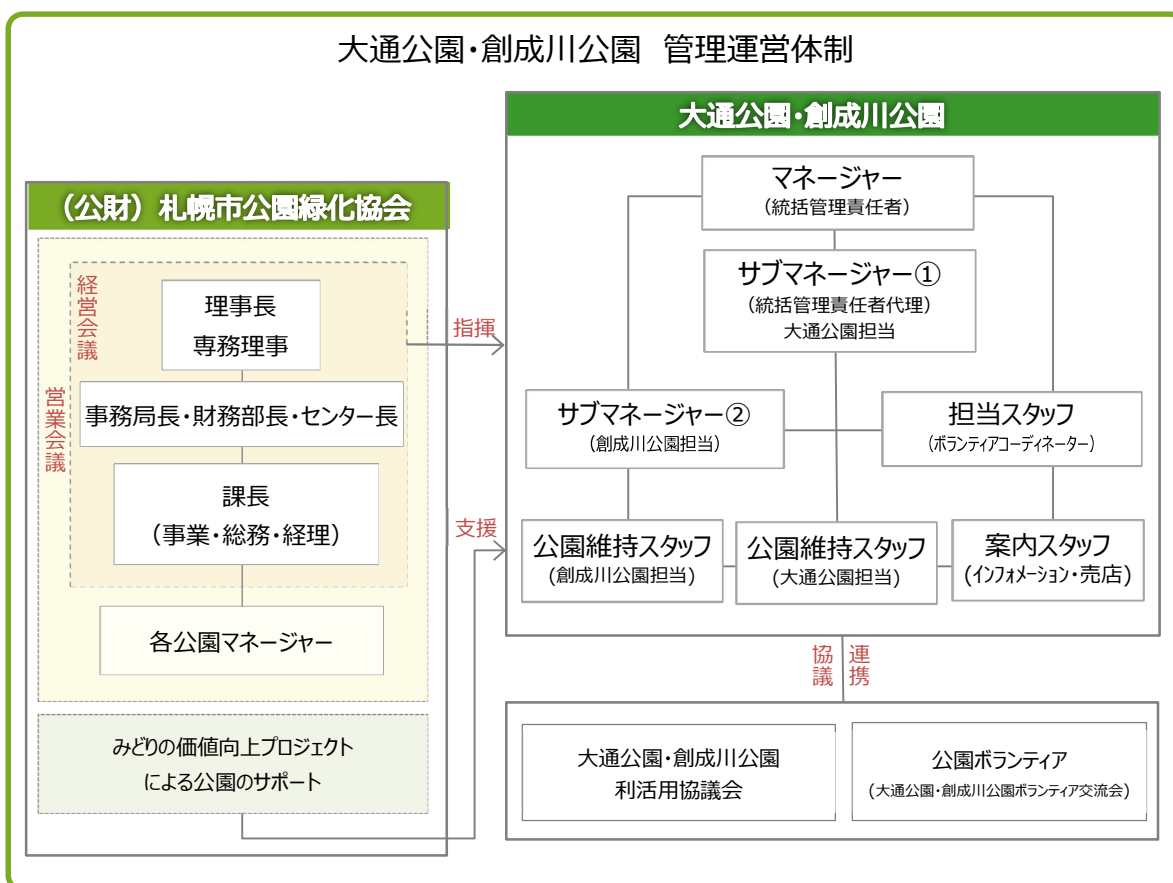 大通公園・創成川公園 管理運営体制
(公財)札幌市公園緑化協会
経営会議
営業会議
理事長
専務理事
事務局長・財務部長・センター長
課長
(事業・総務・経理)
各公園マネージャー
みどりの価値向上プロジェクト
による公園のサポート
指揮
支援
大通公園・創成川公園
マネージャー
(統括管理責任者)
サブマネージャー①
(統括管理責任者代理)
大通公園担当
サブマネージャー②
(創成川公園担当)
担当スタッフ
(ボランティアコーディネーター)
公園維持スタッフ
(創成川公園担当)
公園維持スタッフ
(大通公園担当)
案内スタッフ
(インフォメーション・売店)
協議
連携
大通公園・創成川公園
利活用協議会
公園ボランティア
(大通公園・創成川公園ボランティア交流会)